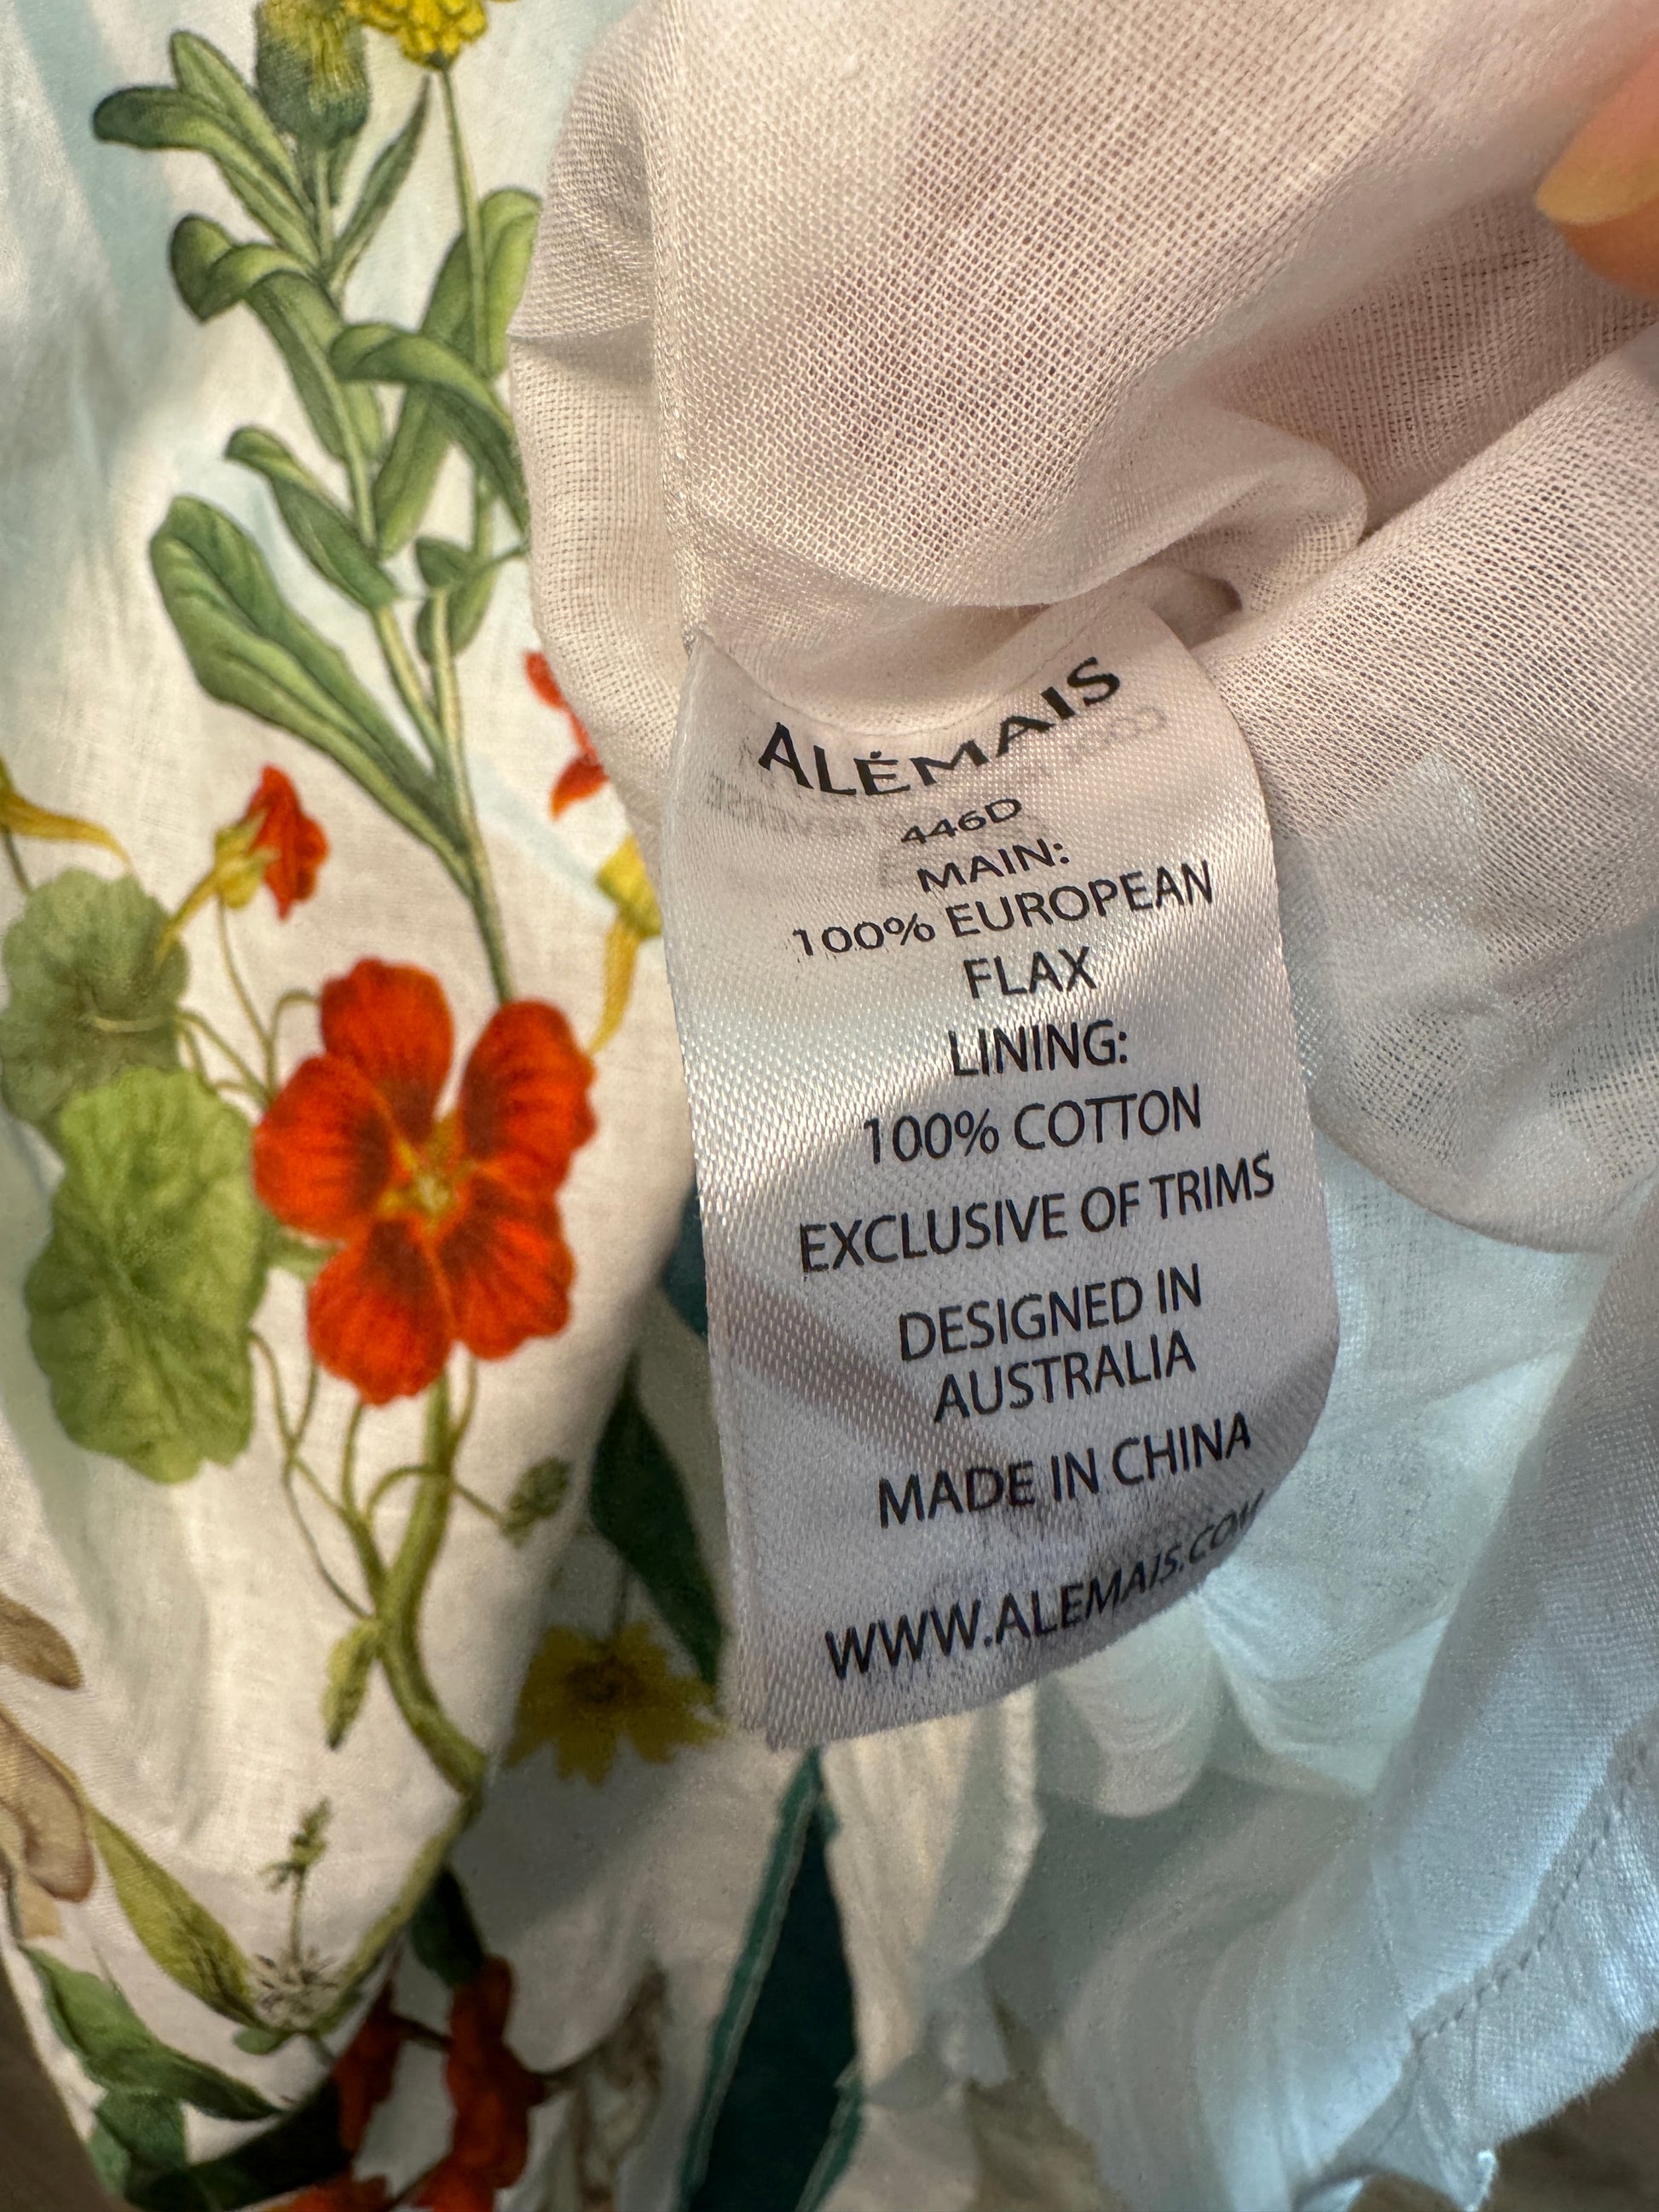 ALÉMAIS
446D
MAIN:
100% EUROPEAN
FLAX
LINING:
100% COTTON
EXCLUSIVE OF TRIMS
DESIGNED IN
AUSTRALIA
MADE IN CHINA
WWW.ALEMAIS.COM